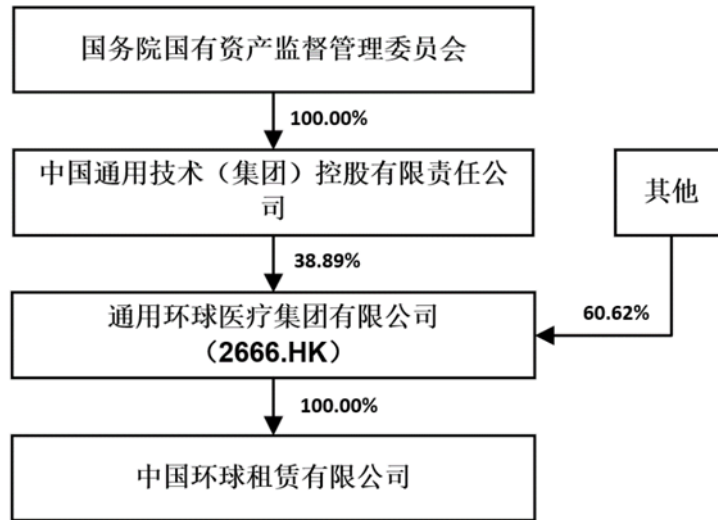 国务院国有资产监督管理委员会
100.00%
中国通用技术（集团）控股有限责任公
司
其他
38.89%
60.62%
通用环球医疗集团有限公司
（2666.HK）
100.00%
中国环球租赁有限公司